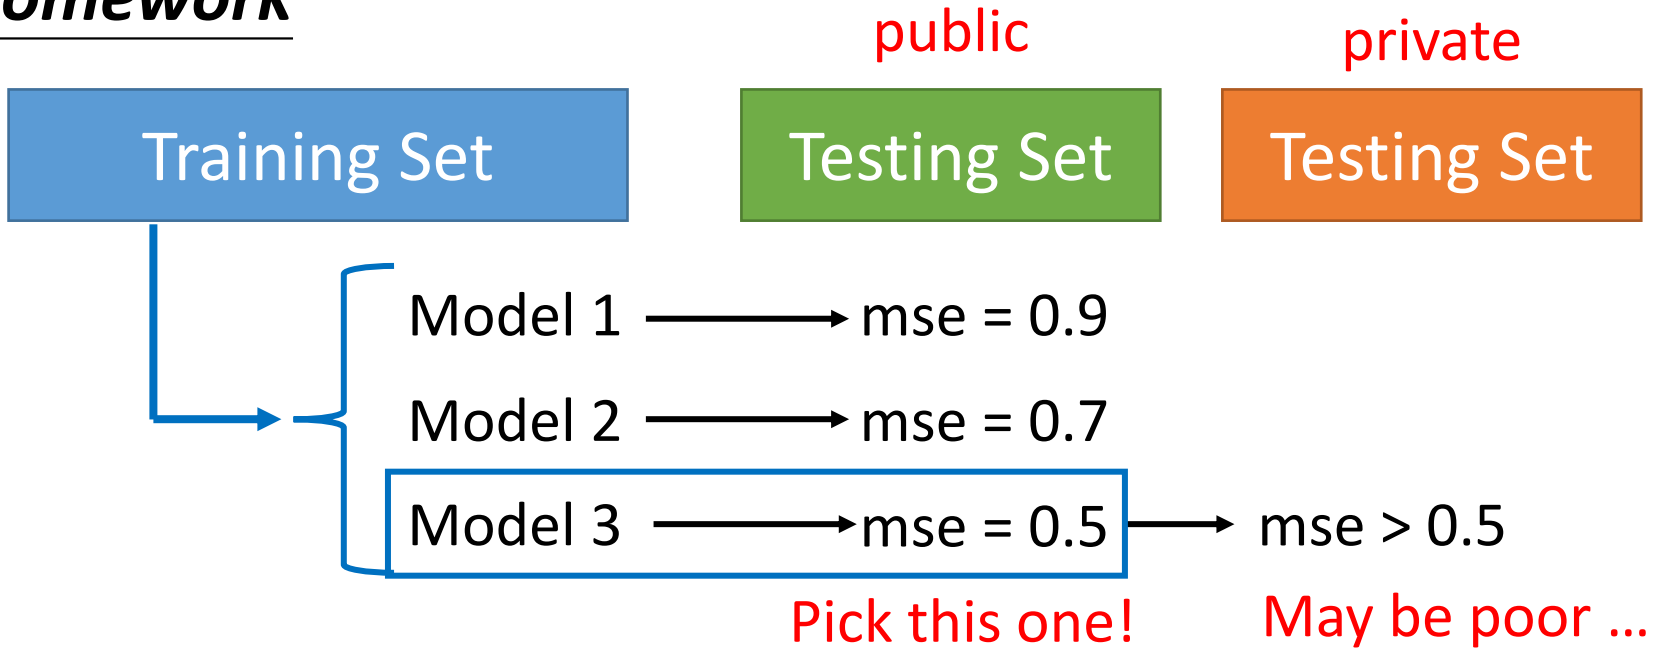 public
private
Training Set
Testing Set
Testing Set
Model 1
mse = 0.9
Model 2
mse = 0.7
Model 3
mse = 0.5
mse > 0.5
Pick this one!
May be poor ...